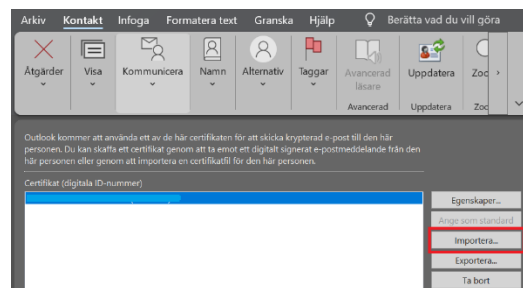 Arkiv Kontakt Infoga Formatera text Granska Hjälp Berätta vad du vill göra
Åtgärder Visa Kommunicera Namn Alternativ Taggar Avancerad läsare Uppdatera Zoo
Avancerad Uppdatera Zoo
Outlook kommer att använda ett av de här certifikaten för att skicka krypterad e-post till den här
personen. Du kan skaffa ett certifikat genom att ta emot ett digitalt signerat e-postmeddelande från den
här personen eller genom att importera en certifikatfil för den här personen.
Certifikat (digitala ID-nummer)
Egenskaper...
Ange som standard
Importera...
Exportera...
Ta bort